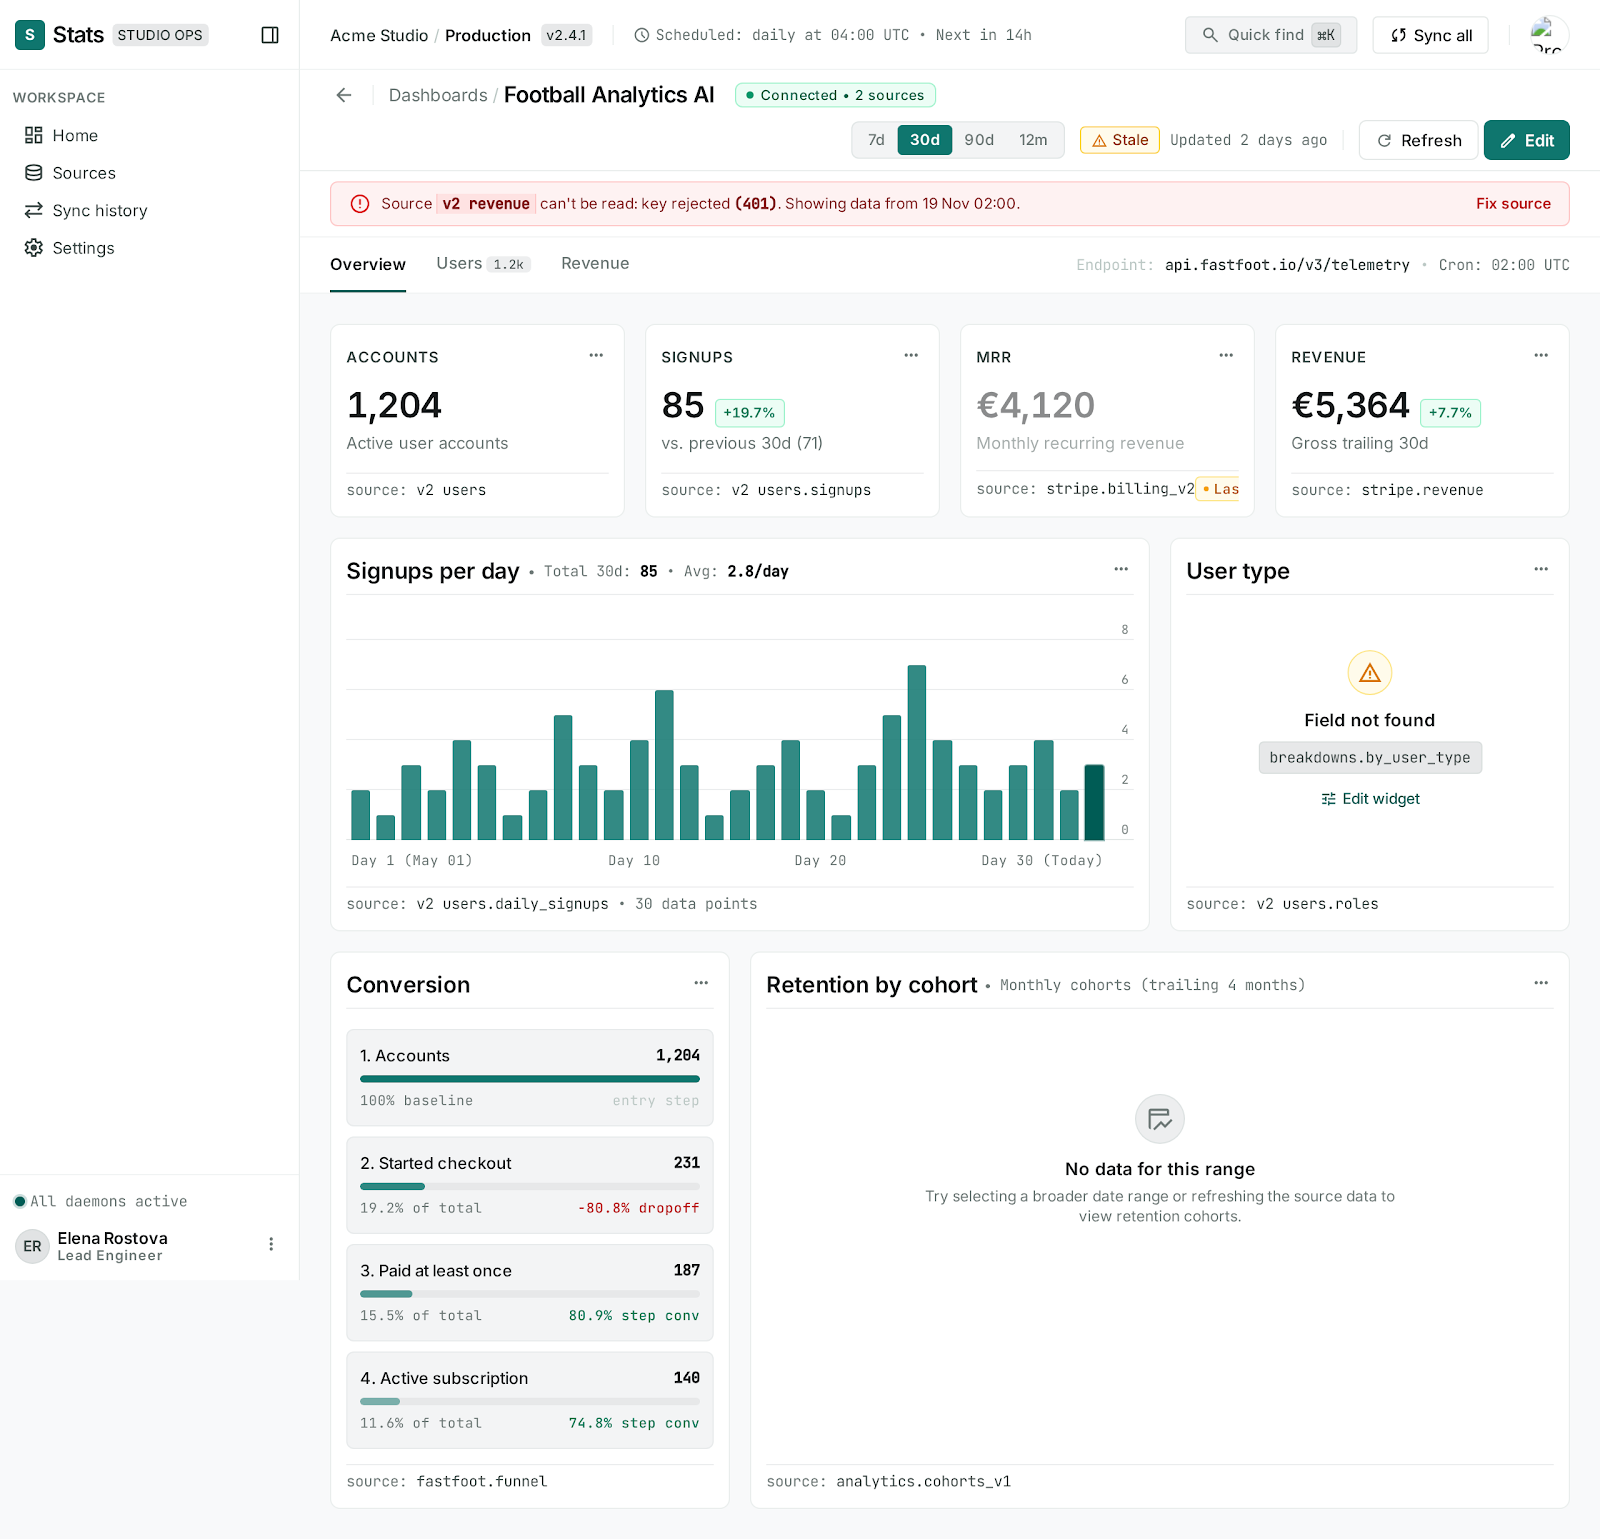 S Stats STUDIO OPS
Acme Studio / Production v2.4.1 Scheduled: daily at 04:00 UTC • Next in 14h Quick find ⌘K Sync all
WORKSPACE
Home
Sources
Sync history
Settings
All daemons active
ER Elena Rostova
Lead Engineer
Dashboards / Football Analytics AI Connected • 2 sources
7d 30d 90d 12m Stale Updated 2 days ago Refresh Edit
Source v2 revenue can't be read: key rejected (401). Showing data from 19 Nov 02:00. Fix source
Overview Users 1.2k Revenue Endpoint: api.fastfoot.io/v3/telemetry • Cron: 02:00 UTC
ACCOUNTS
1,204
Active user accounts
source: v2 users
SIGNUPS
85 +19.7%
vs. previous 30d (71)
source: v2 users.signups
MRR
€4,120
Monthly recurring revenue
source: stripe.billing_v2 • Las
REVENUE
€5,364 +7.7%
Gross trailing 30d
source: stripe.revenue
Signups per day • Total 30d: 85 • Avg: 2.8/day
8
6
4
2
0
Day 1 (May 01) Day 10 Day 20 Day 30 (Today)
source: v2 users.daily_signups • 30 data points
User type
Field not found
breakdowns.by_user_type
Edit widget
source: v2 users.roles
Conversion
1. Accounts 1,204
100% baseline entry step
2. Started checkout 231
19.2% of total -80.8% dropoff
3. Paid at least once 187
15.5% of total 80.9% step conv
4. Active subscription 140
11.6% of total 74.8% step conv
source: fastfoot.funnel
Retention by cohort • Monthly cohorts (trailing 4 months)
No data for this range
Try selecting a broader date range or refreshing the source data to
view retention cohorts.
source: analytics.cohorts_v1